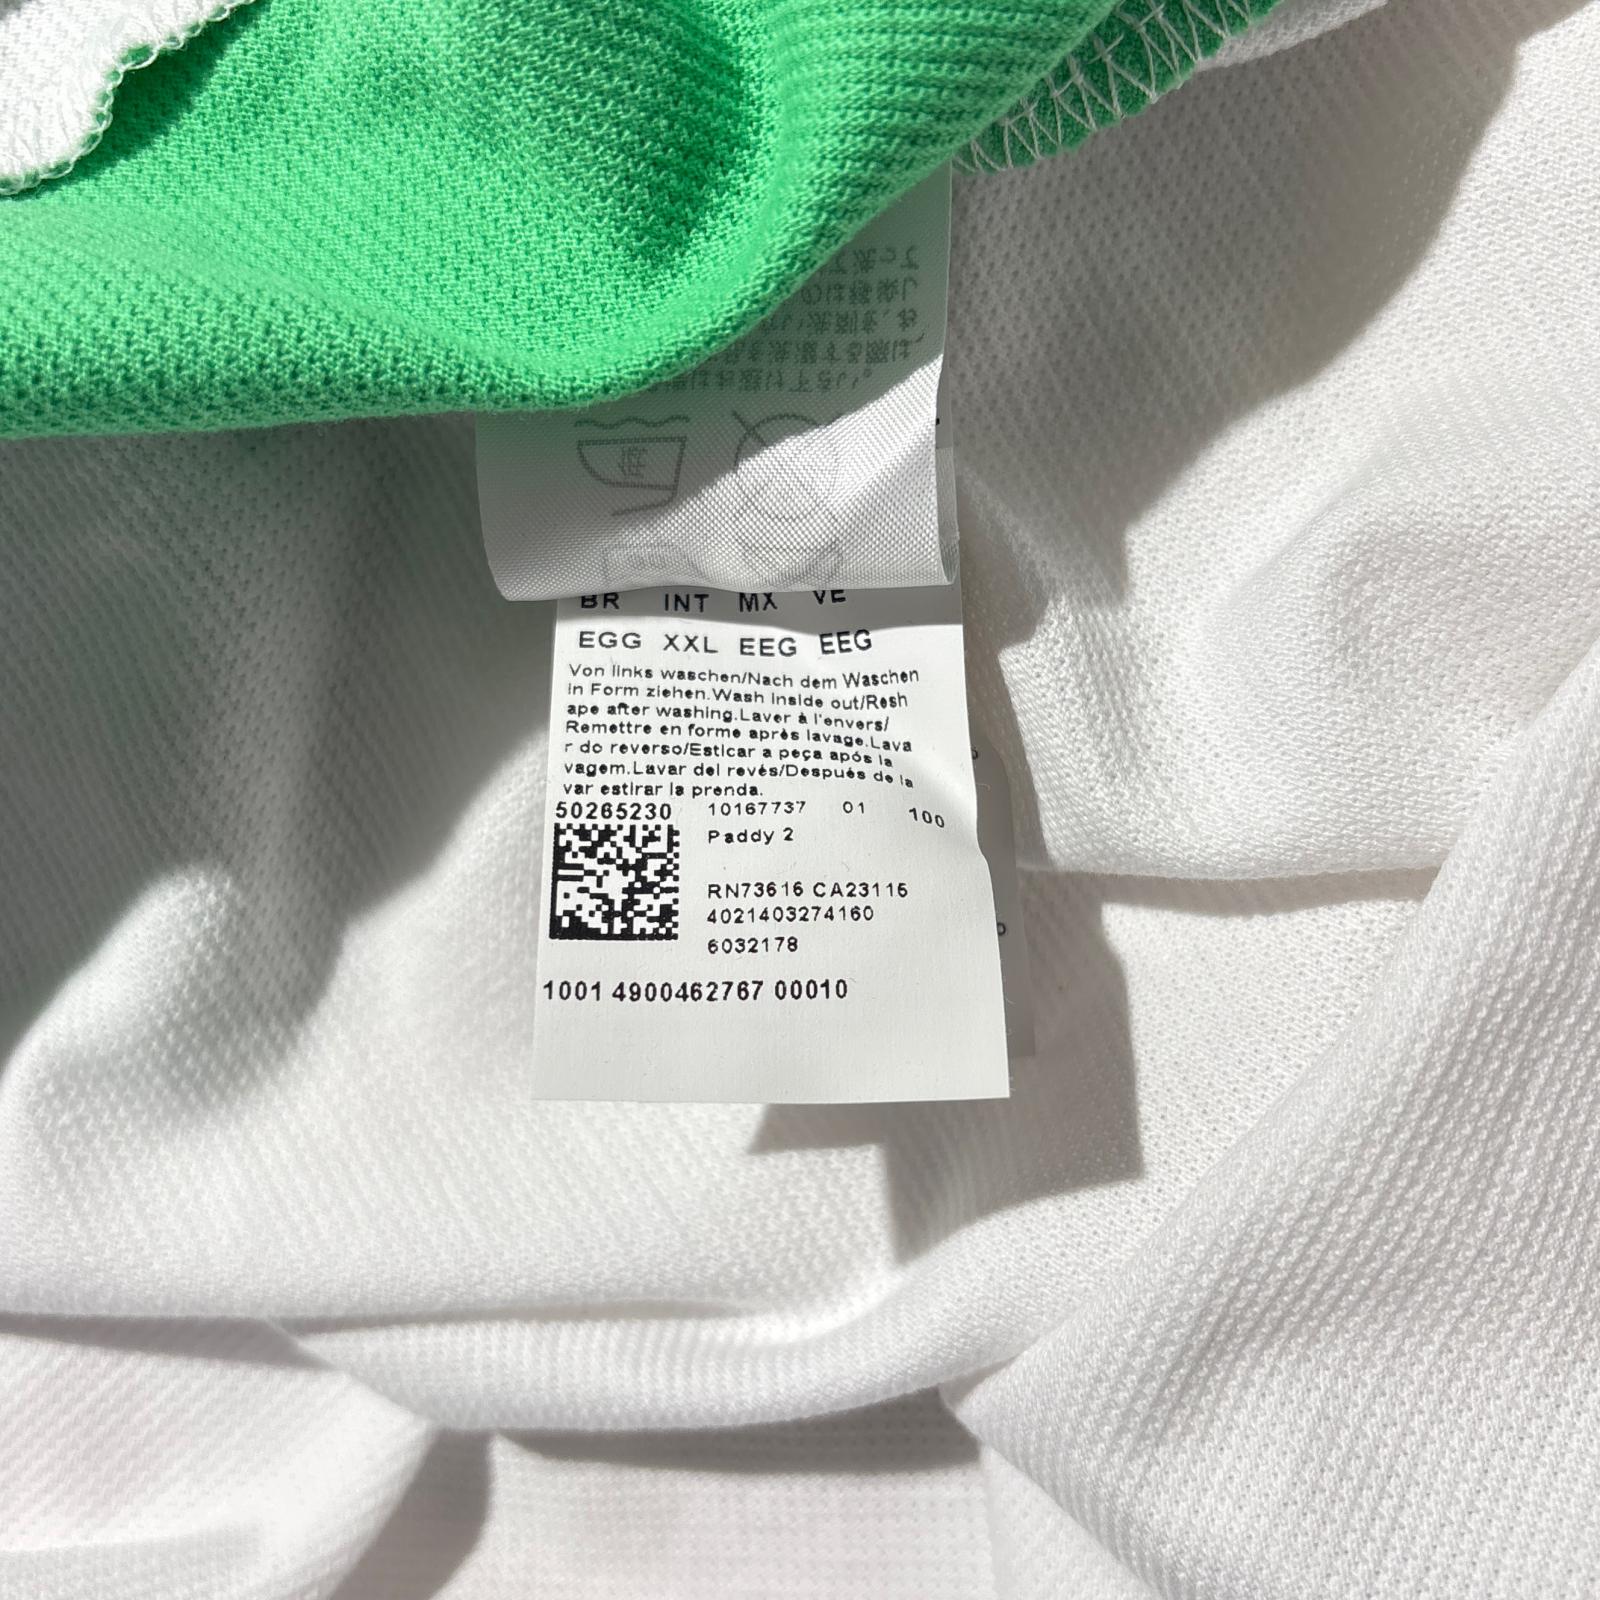 BR INT MX VE
EGG XXL EEG EEG
Von links waschen/Nach dem Waschen
in Form ziehen.Wash inside out/Resh
ape after washing.Laver à l'envers/
Remettre en forme après lavage.Lava
r do reverso/Esticar a peça após la
vagem.Lavar del revés/Después de la
var estirar la prenda.
50265230 10167737 01 100
Paddy 2
RN73616 CA23115
4021403274160
6032178
1001 4900462767 00010